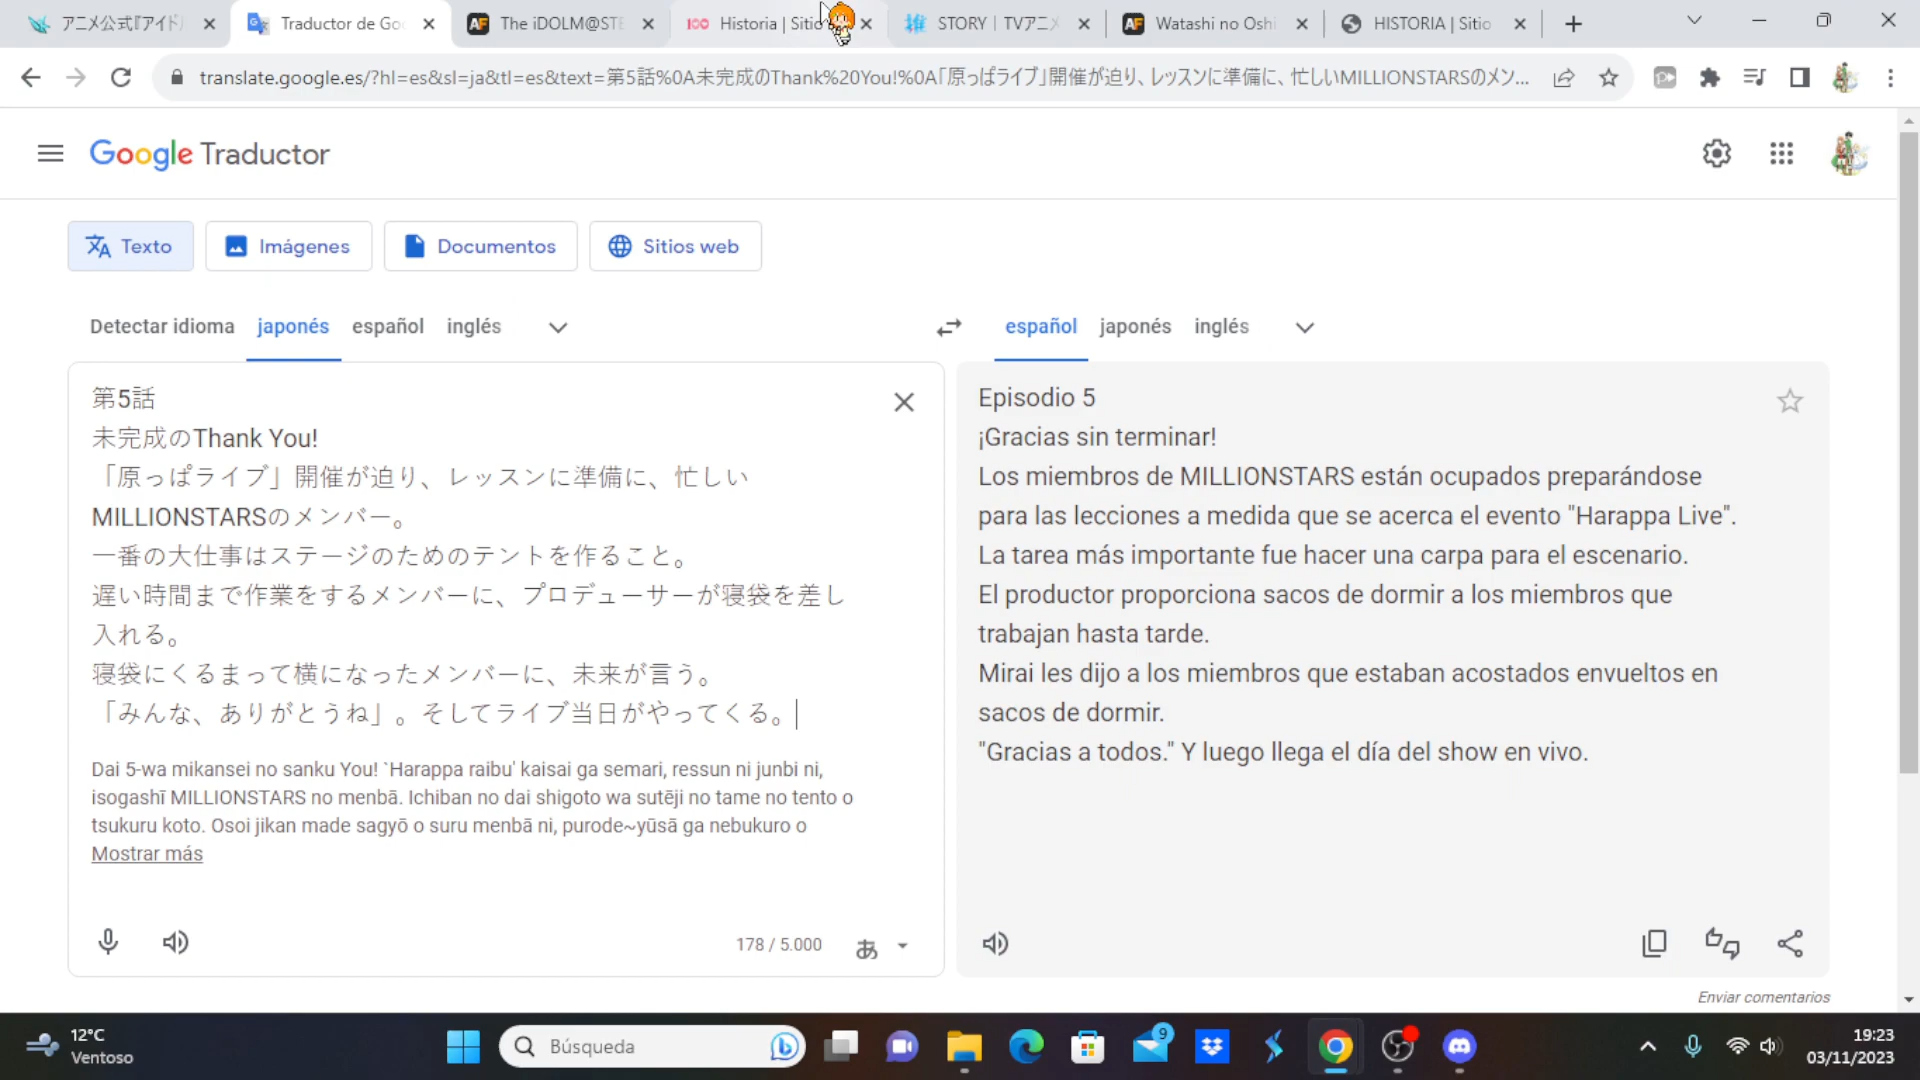 アニメ公式『アイドル
Traductor de Goo
The iDOLM@STE
Historia | Sitio
STORY | TVアニメ
Watashi no Oshi
HISTORIA | Sitio
translate.google.es/?hl=es&sl=ja&tl=es&text=第5話%0A未完成のThank%20You!%0A「原っぱライブ」開催が迫り、レッスンに準備に、忙しいMILLIONSTARSのメン...
Google Traductor
Texto
Imágenes
Documentos
Sitios web
Detectar idioma
japonés
español
inglés
español
japonés
inglés
第5話
未完成のThank You!
「原っぱライブ」開催が迫り、レッスンに準備に、忙しい
MILLIONSTARSのメンバー。
一番の大仕事はステージのためのテントを作ること。
遅い時間まで作業をするメンバーに、プロデューサーが寝袋を差し
入れる。
寝袋にくるまって横になったメンバーに、未来が言う。
「みんな、ありがとうね」。そしてライブ当日がやってくる。
Dai 5-wa mikansei no sanku You! `Harappa raibu' kaisai ga semari, ressun ni junbi ni,
isogashī MILLIONSTARS no menbā. Ichiban no dai shigoto wa sutēji no tame no tento o
tsukuru koto. Osoi jikan made sagyō o suru menbā ni, purode~yūsā ga nebukuro o
Mostrar más
178 / 5.000
あ
Episodio 5
¡Gracias sin terminar!
Los miembros de MILLIONSTARS están ocupados preparándose
para las lecciones a medida que se acerca el evento "Harappa Live".
La tarea más importante fue hacer una carpa para el escenario.
El productor proporciona sacos de dormir a los miembros que
trabajan hasta tarde.
Mirai les dijo a los miembros que estaban acostados envueltos en
sacos de dormir.
"Gracias a todos." Y luego llega el día del show en vivo.
Enviar comentarios
12°C
Ventoso
Búsqueda
9
19:23
03/11/2023